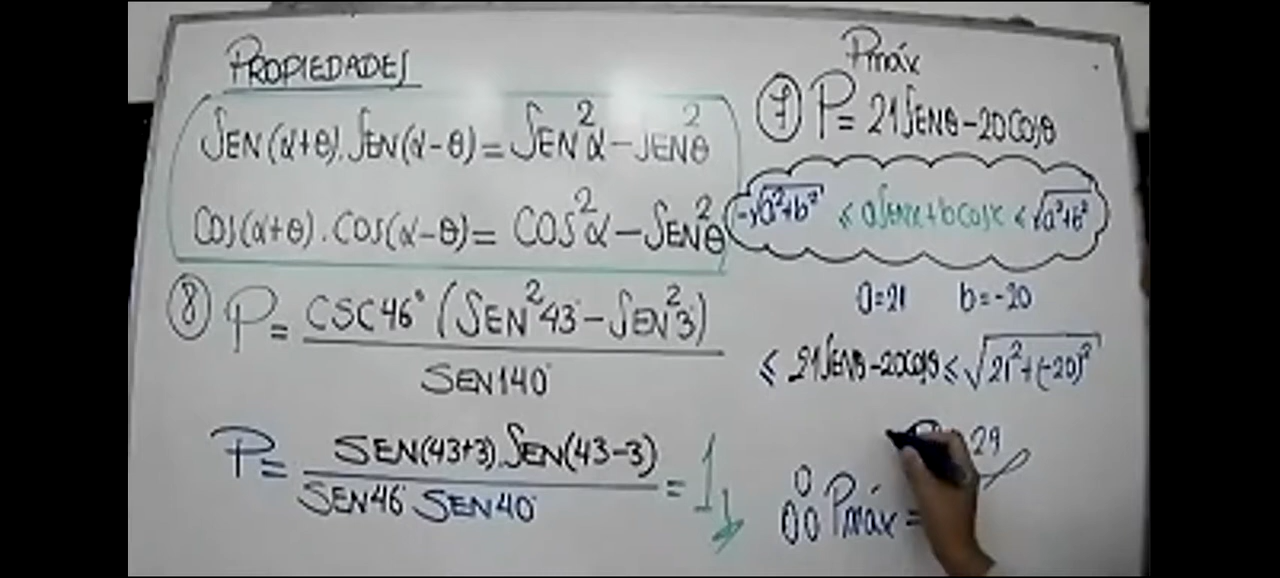 PROPIEDADES
SEN(α+θ).SEN(α-θ)=SEN²α-SEN²θ
COS(α+θ).COS(α-θ)=COS²α-SEN²θ
⑧ P= CSC46°(SEN²43-SEN²3)
SEN140
P= SEN(43+3).SEN(43-3) = 1
SEN46 SEN40
Pmáx
⑦ P= 21SENθ-20COSθ
-√a²+b² ≤ aSENx+bCOSx ≤ √a²+b²
a=21 b=-20
≤ 21SENθ-20COSθ ≤ √21²+(-20)²
29
Pmáx =